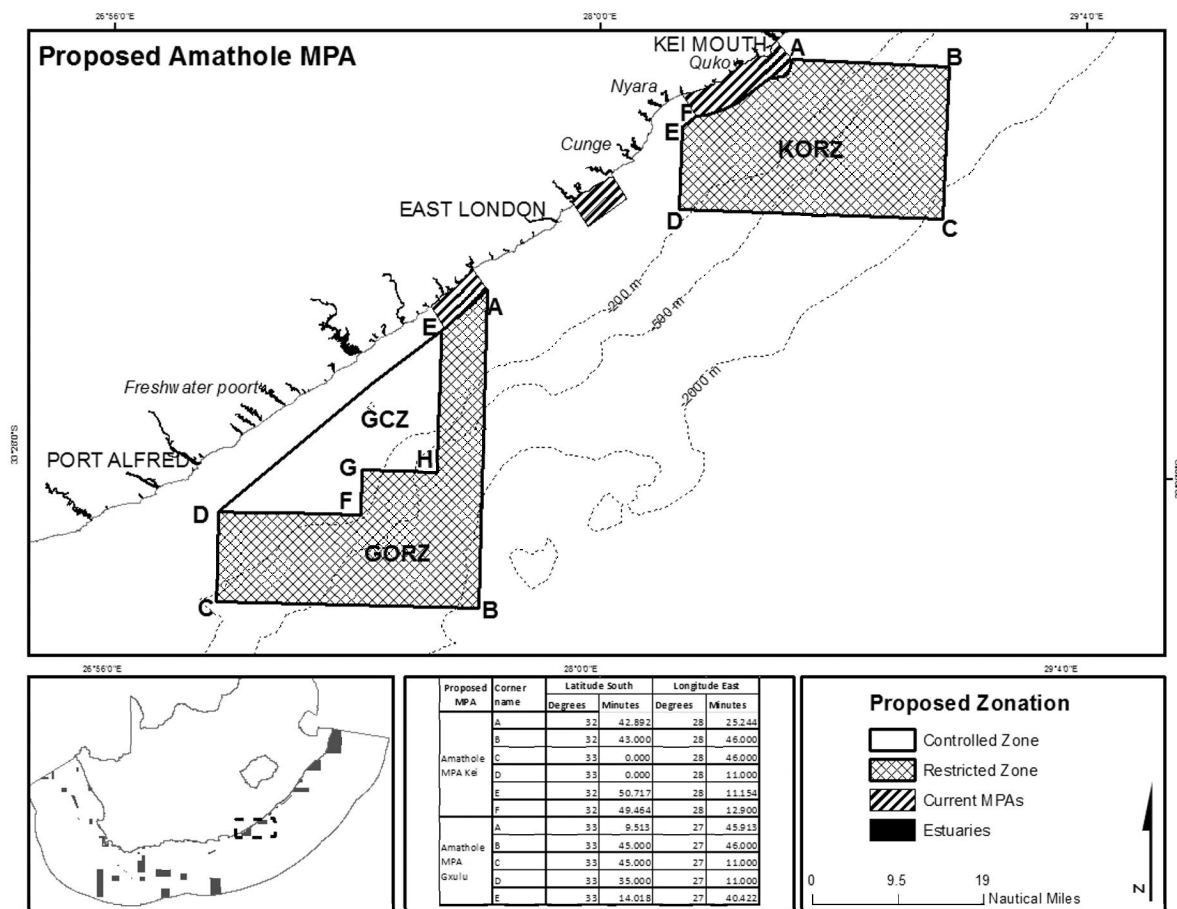 26°56'0"E 28°0'0"E 29°4'0"E
Proposed Amathole MPA
KEI MOUTH A
Quko B
Nyara
F
E
Cunge KORZ
EAST LONDON
D C
A
-200 m-
-500 m-
E
-2000 m-
Freshwater poort
GCZ
33°28'0"S
PORT ALFRED G H
D F
GORZ
C B
26°56'0"E 28°0'0"E 29°4'0"E
Proposed MPA Corner name Latitude South Longitude East
Degrees Minutes Degrees Minutes
Amathole MPA Kei
A 32 42.892 28 25.244
B 32 43.000 28 46.000
C 33 0.000 28 46.000
D 33 0.000 28 11.000
E 32 50.717 28 11.154
F 32 49.464 28 12.900
Amathole MPA Gxulu
A 33 9.513 27 45.913
B 33 45.000 27 46.000
C 33 45.000 27 11.000
D 33 35.000 27 11.000
E 33 14.018 27 40.422
Proposed Zonation
Controlled Zone
Restricted Zone
Current MPAs
Estuaries
0 9.5 19
Nautical Miles
N